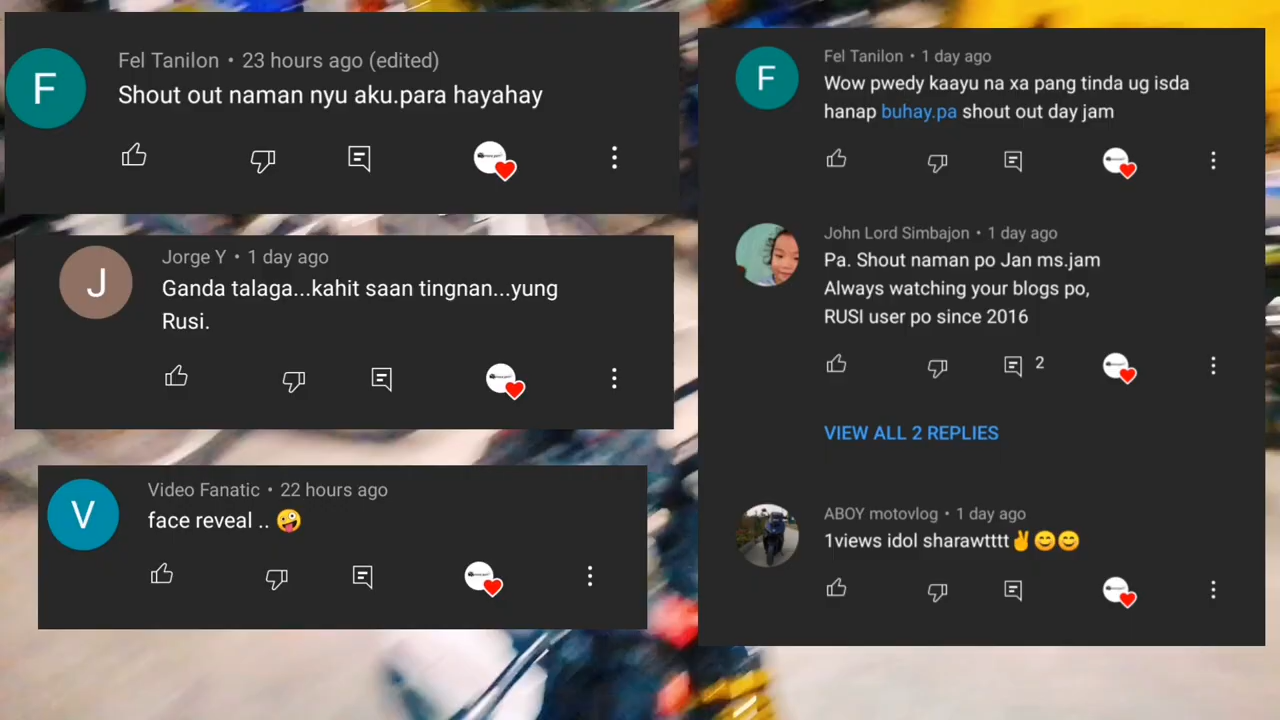 F
Fel Tanilon • 23 hours ago (edited)
Shout out naman nyu aku.para hayahay
J
Jorge Y • 1 day ago
Ganda talaga...kahit saan tingnan...yung
Rusi.
V
Video Fanatic • 22 hours ago
face reveal .. 🤪
F
Fel Tanilon • 1 day ago
Wow pwedy kaayu na xa pang tinda ug isda
hanap buhay.pa shout out day jam
John Lord Simbajon • 1 day ago
Pa. Shout naman po Jan ms.jam
Always watching your blogs po,
RUSI user po since 2016
2
VIEW ALL 2 REPLIES
ABOY motovlog • 1 day ago
1views idol sharawtttt✌️😊😊